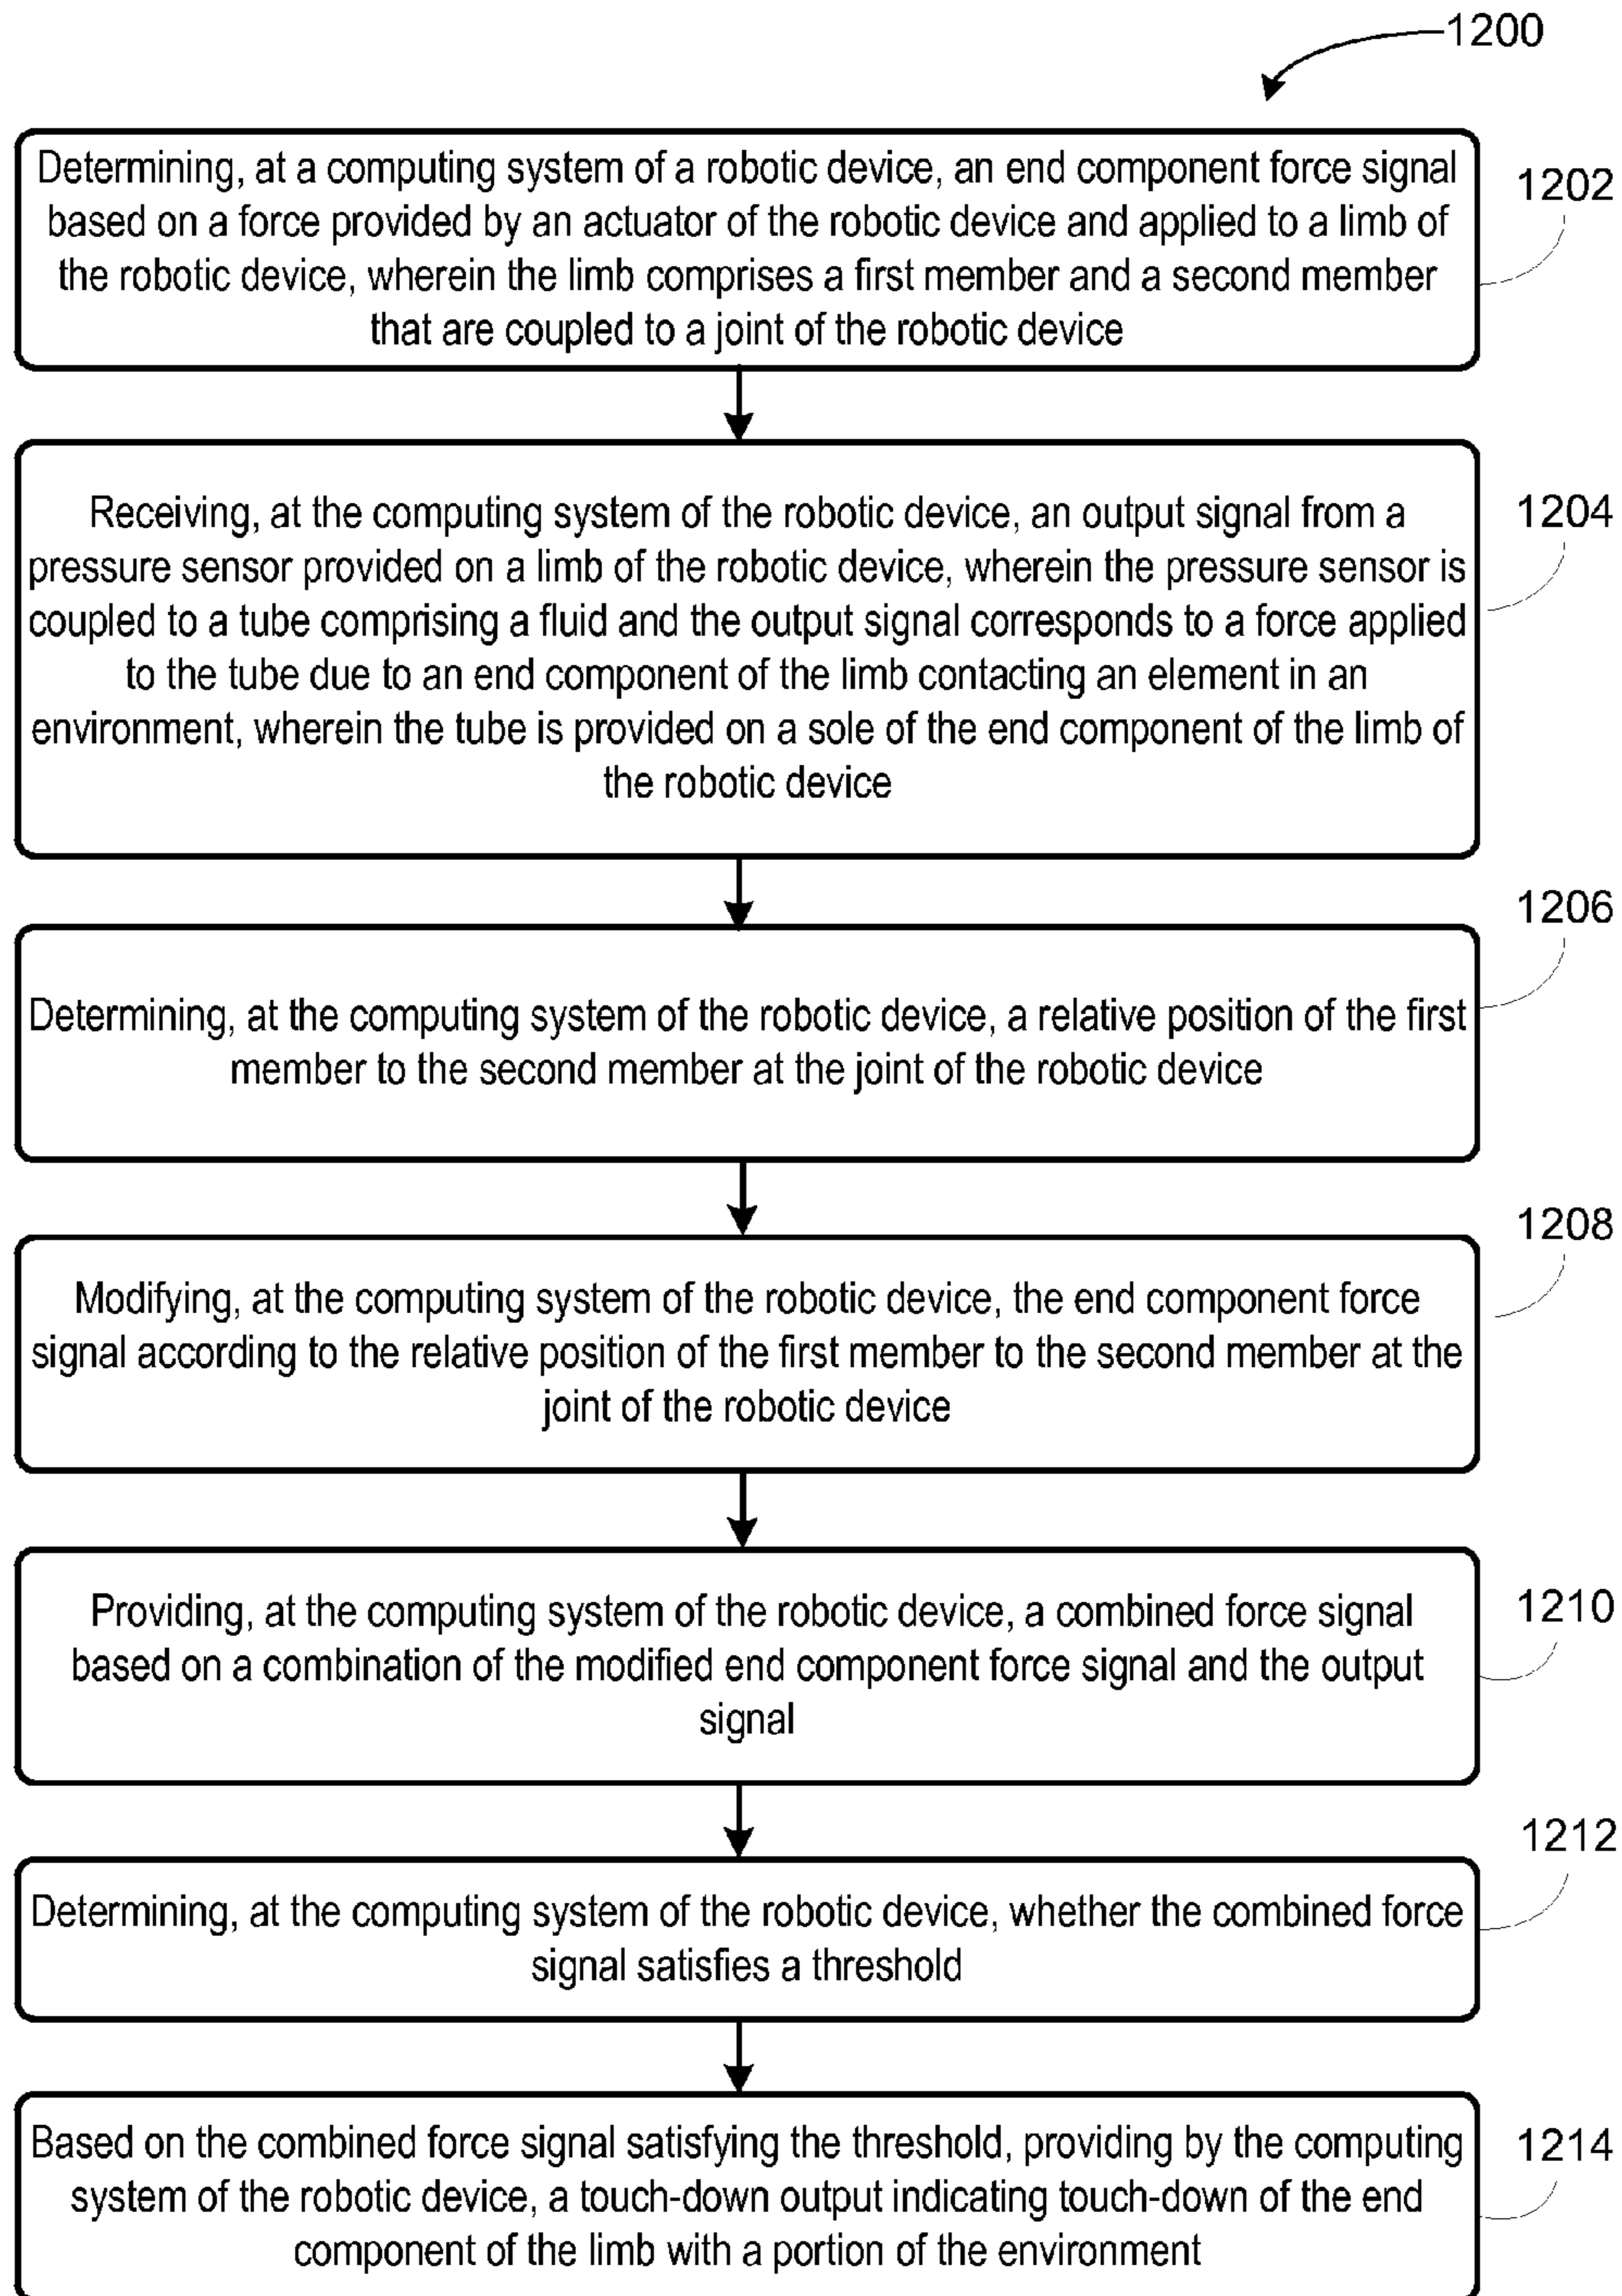 1200
Determining, at a computing system of a robotic device, an end component force signal
based on a force provided by an actuator of the robotic device and applied to a limb of
the robotic device, wherein the limb comprises a first member and a second member
that are coupled to a joint of the robotic device
1202
Receiving, at the computing system of the robotic device, an output signal from a
pressure sensor provided on a limb of the robotic device, wherein the pressure sensor is
coupled to a tube comprising a fluid and the output signal corresponds to a force applied
to the tube due to an end component of the limb contacting an element in an
environment, wherein the tube is provided on a sole of the end component of the limb of
the robotic device
1204
Determining, at the computing system of the robotic device, a relative position of the first
member to the second member at the joint of the robotic device
1206
Modifying, at the computing system of the robotic device, the end component force
signal according to the relative position of the first member to the second member at the
joint of the robotic device
1208
Providing, at the computing system of the robotic device, a combined force signal
based on a combination of the modified end component force signal and the output
signal
1210
Determining, at the computing system of the robotic device, whether the combined force
signal satisfies a threshold
1212
Based on the combined force signal satisfying the threshold, providing by the computing
system of the robotic device, a touch-down output indicating touch-down of the end
component of the limb with a portion of the environment
1214